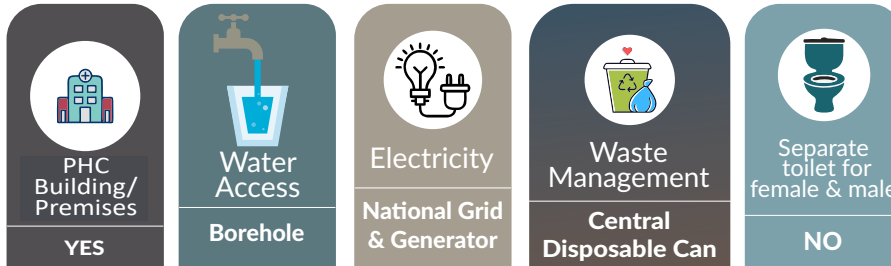 PHC
Building/
Premises
YES
Water
Access
Borehole
Electricity
National Grid
& Generator
Waste
Management
Central
Disposable Can
Separate
toilet for
female & male
NO